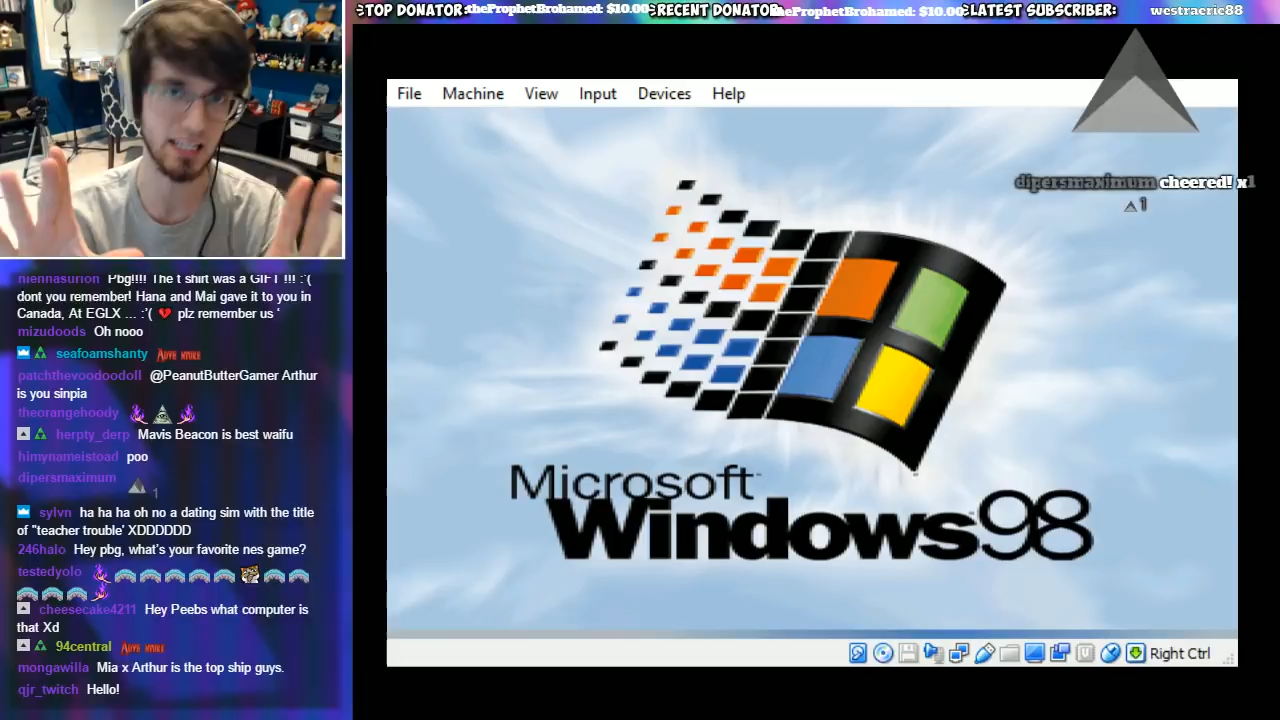 TOP DONATOR: theProphetBrohamed: $10.00 RECENT DONATOR: theProphetBrohamed: $10.00 LATEST SUBSCRIBER: westracric88
File Machine View Input Devices Help
dipersmaximum cheered! x1
1
Microsoft
Windows 98
Right Ctrl
niennasurion Pbg!!!! The t shirt was a GIFT !!! :'(
dont you remember! Hana and Mai gave it to you in
Canada, At EGLX ... :'( 💔 plz remember us ‘
mizudoods Oh nooo
seafoamshanty
patchthevoodoodoll @PeanutButterGamer Arthur
is you sinpia
theorangehoody
herpty_derp Mavis Beacon is best waifu
himynameistoad poo
dipersmaximum 1
sylvn ha ha ha oh no a dating sim with the title
of "teacher trouble' XDDDDDD
246halo Hey pbg, what's your favorite nes game?
testedyolo
cheesecake4211 Hey Peebs what computer is
that Xd
94central
mongawilla Mia x Arthur is the top ship guys.
qjr_twitch Hello!